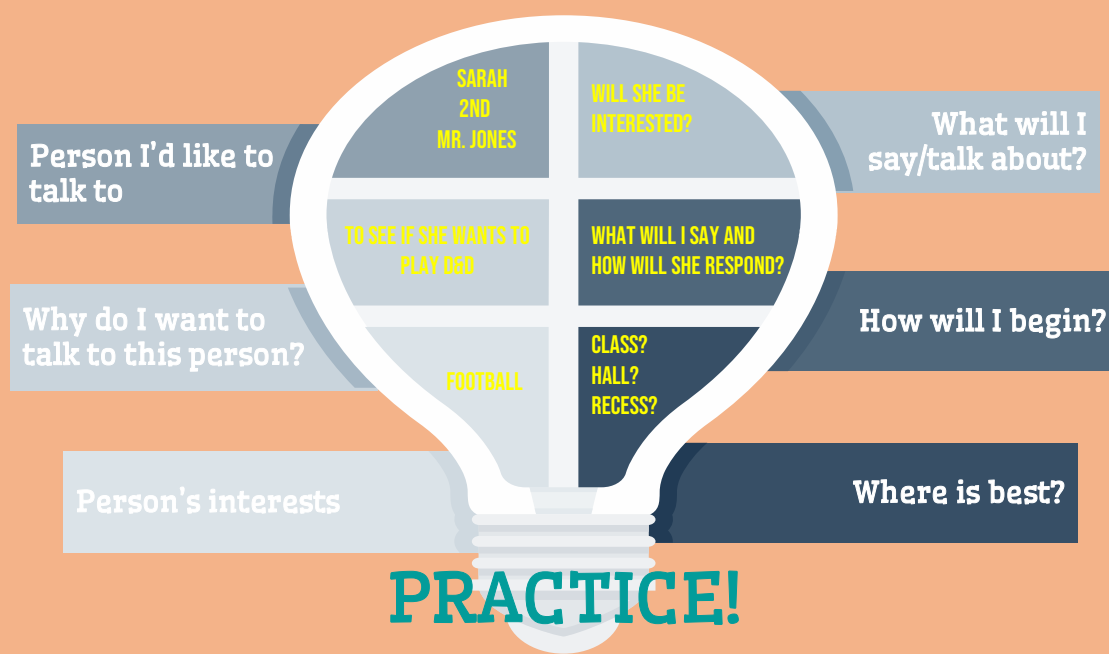 Person I'd like to
talk to
SARAH
2ND
MR. JONES
WILL SHE BE
INTERESTED?
What will I
say/talk about?
Why do I want to
talk to this person?
TO SEE IF SHE WANTS TO
PLAY D&D
WHAT WILL I SAY AND
HOW WILL SHE RESPOND?
How will I begin?
Person's interests
FOOTBALL
CLASS?
HALL?
RECESS?
Where is best?
PRACTICE!